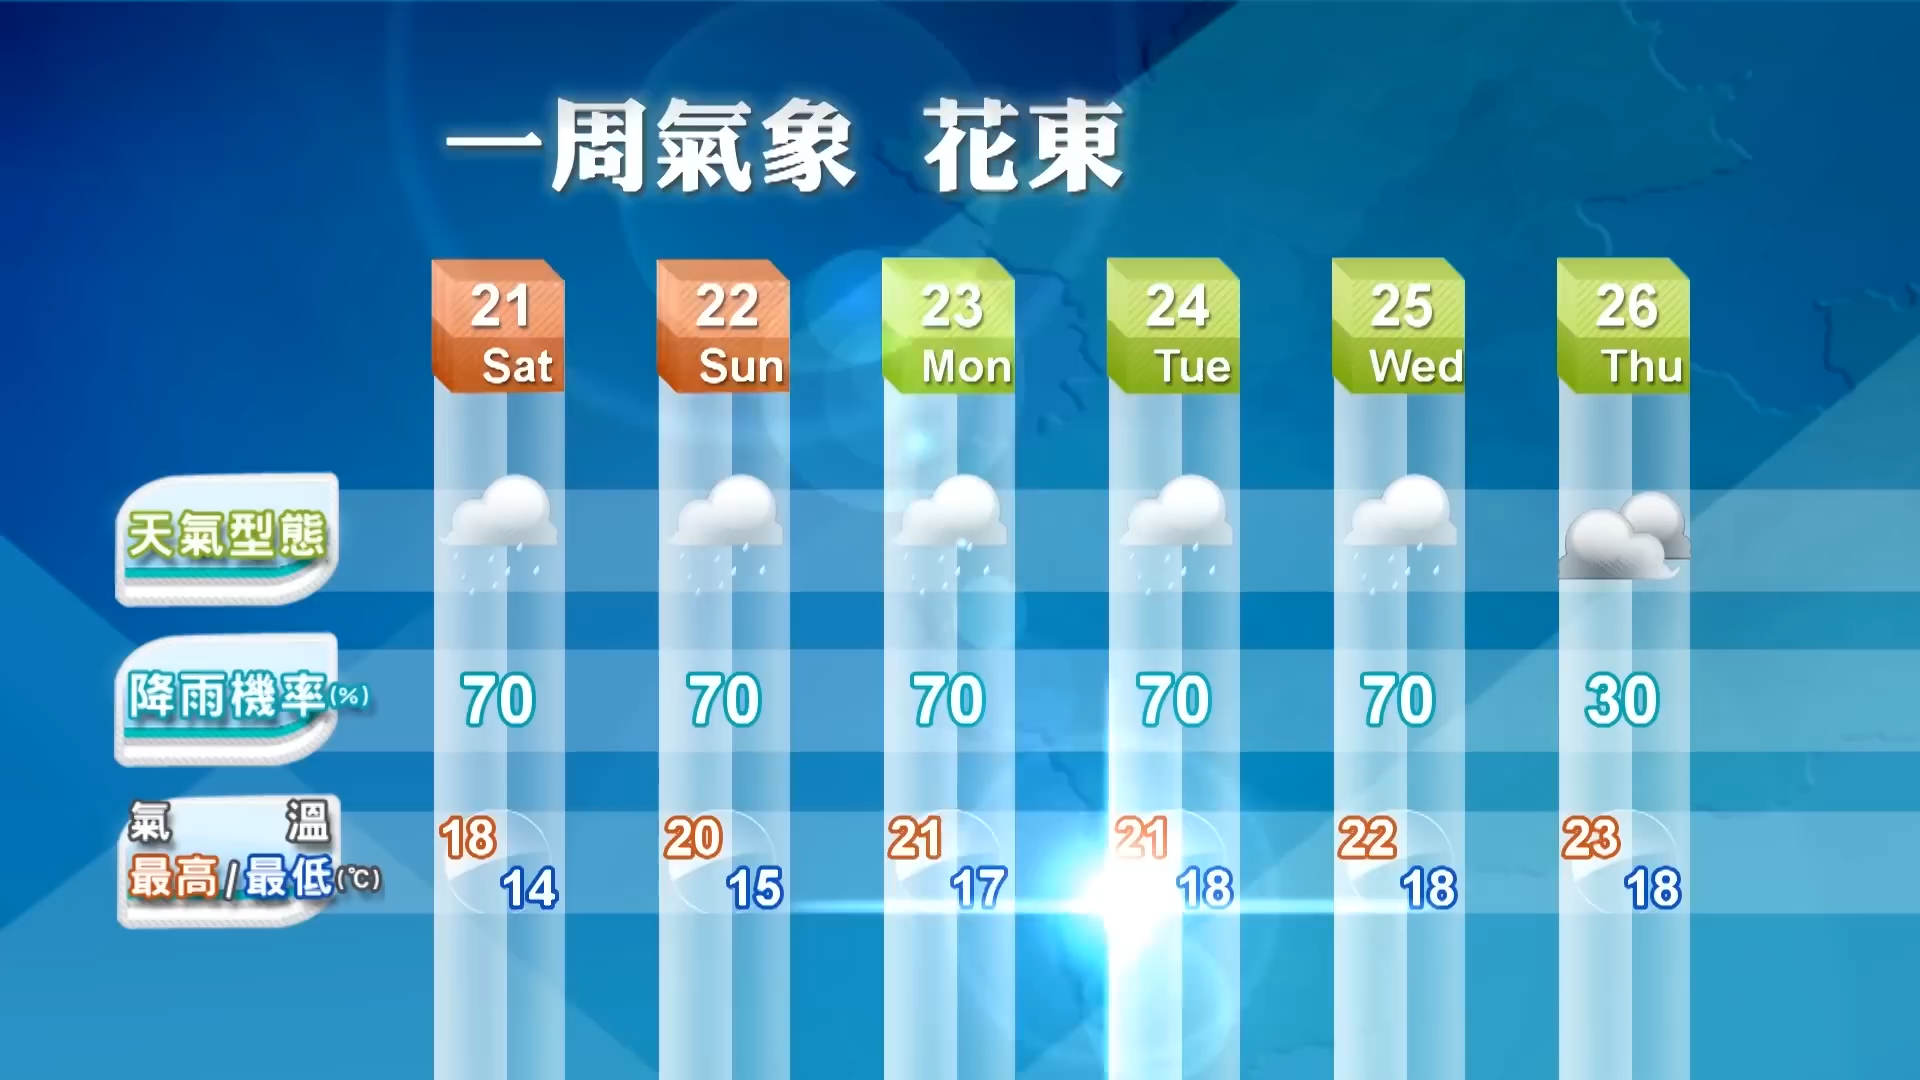 一周氣象 花東
21 22 23 24 25 26
Sat Sun Mon Tue Wed Thu
天氣型態
降雨機率(%) 70 70 70 70 70 30
氣溫 18 20 21 21 22 23
最高/最低(℃) 14 15 17 18 18 18